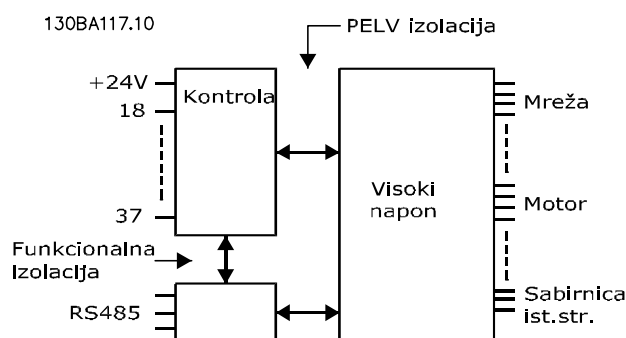 130BA117.10
PELV izolacija
+24V
18
37
Kontrola
Visoki
napon
Mreža
Motor
Sabirnica
ist.str.
Funkcionalna
izolacija
RS485